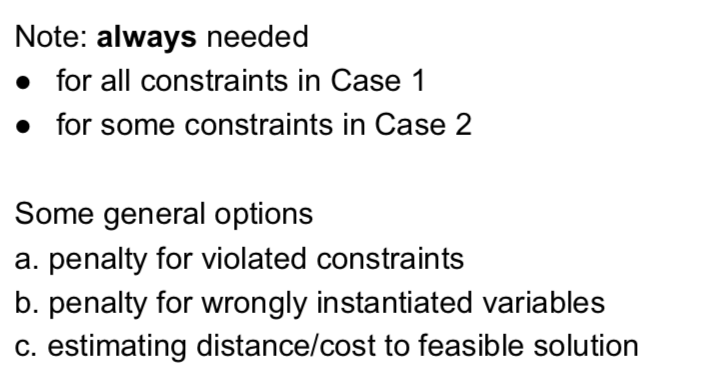 Note: always needed
● for all constraints in Case 1
● for some constraints in Case 2
Some general options
a. penalty for violated constraints
b. penalty for wrongly instantiated variables
c. estimating distance/cost to feasible solution